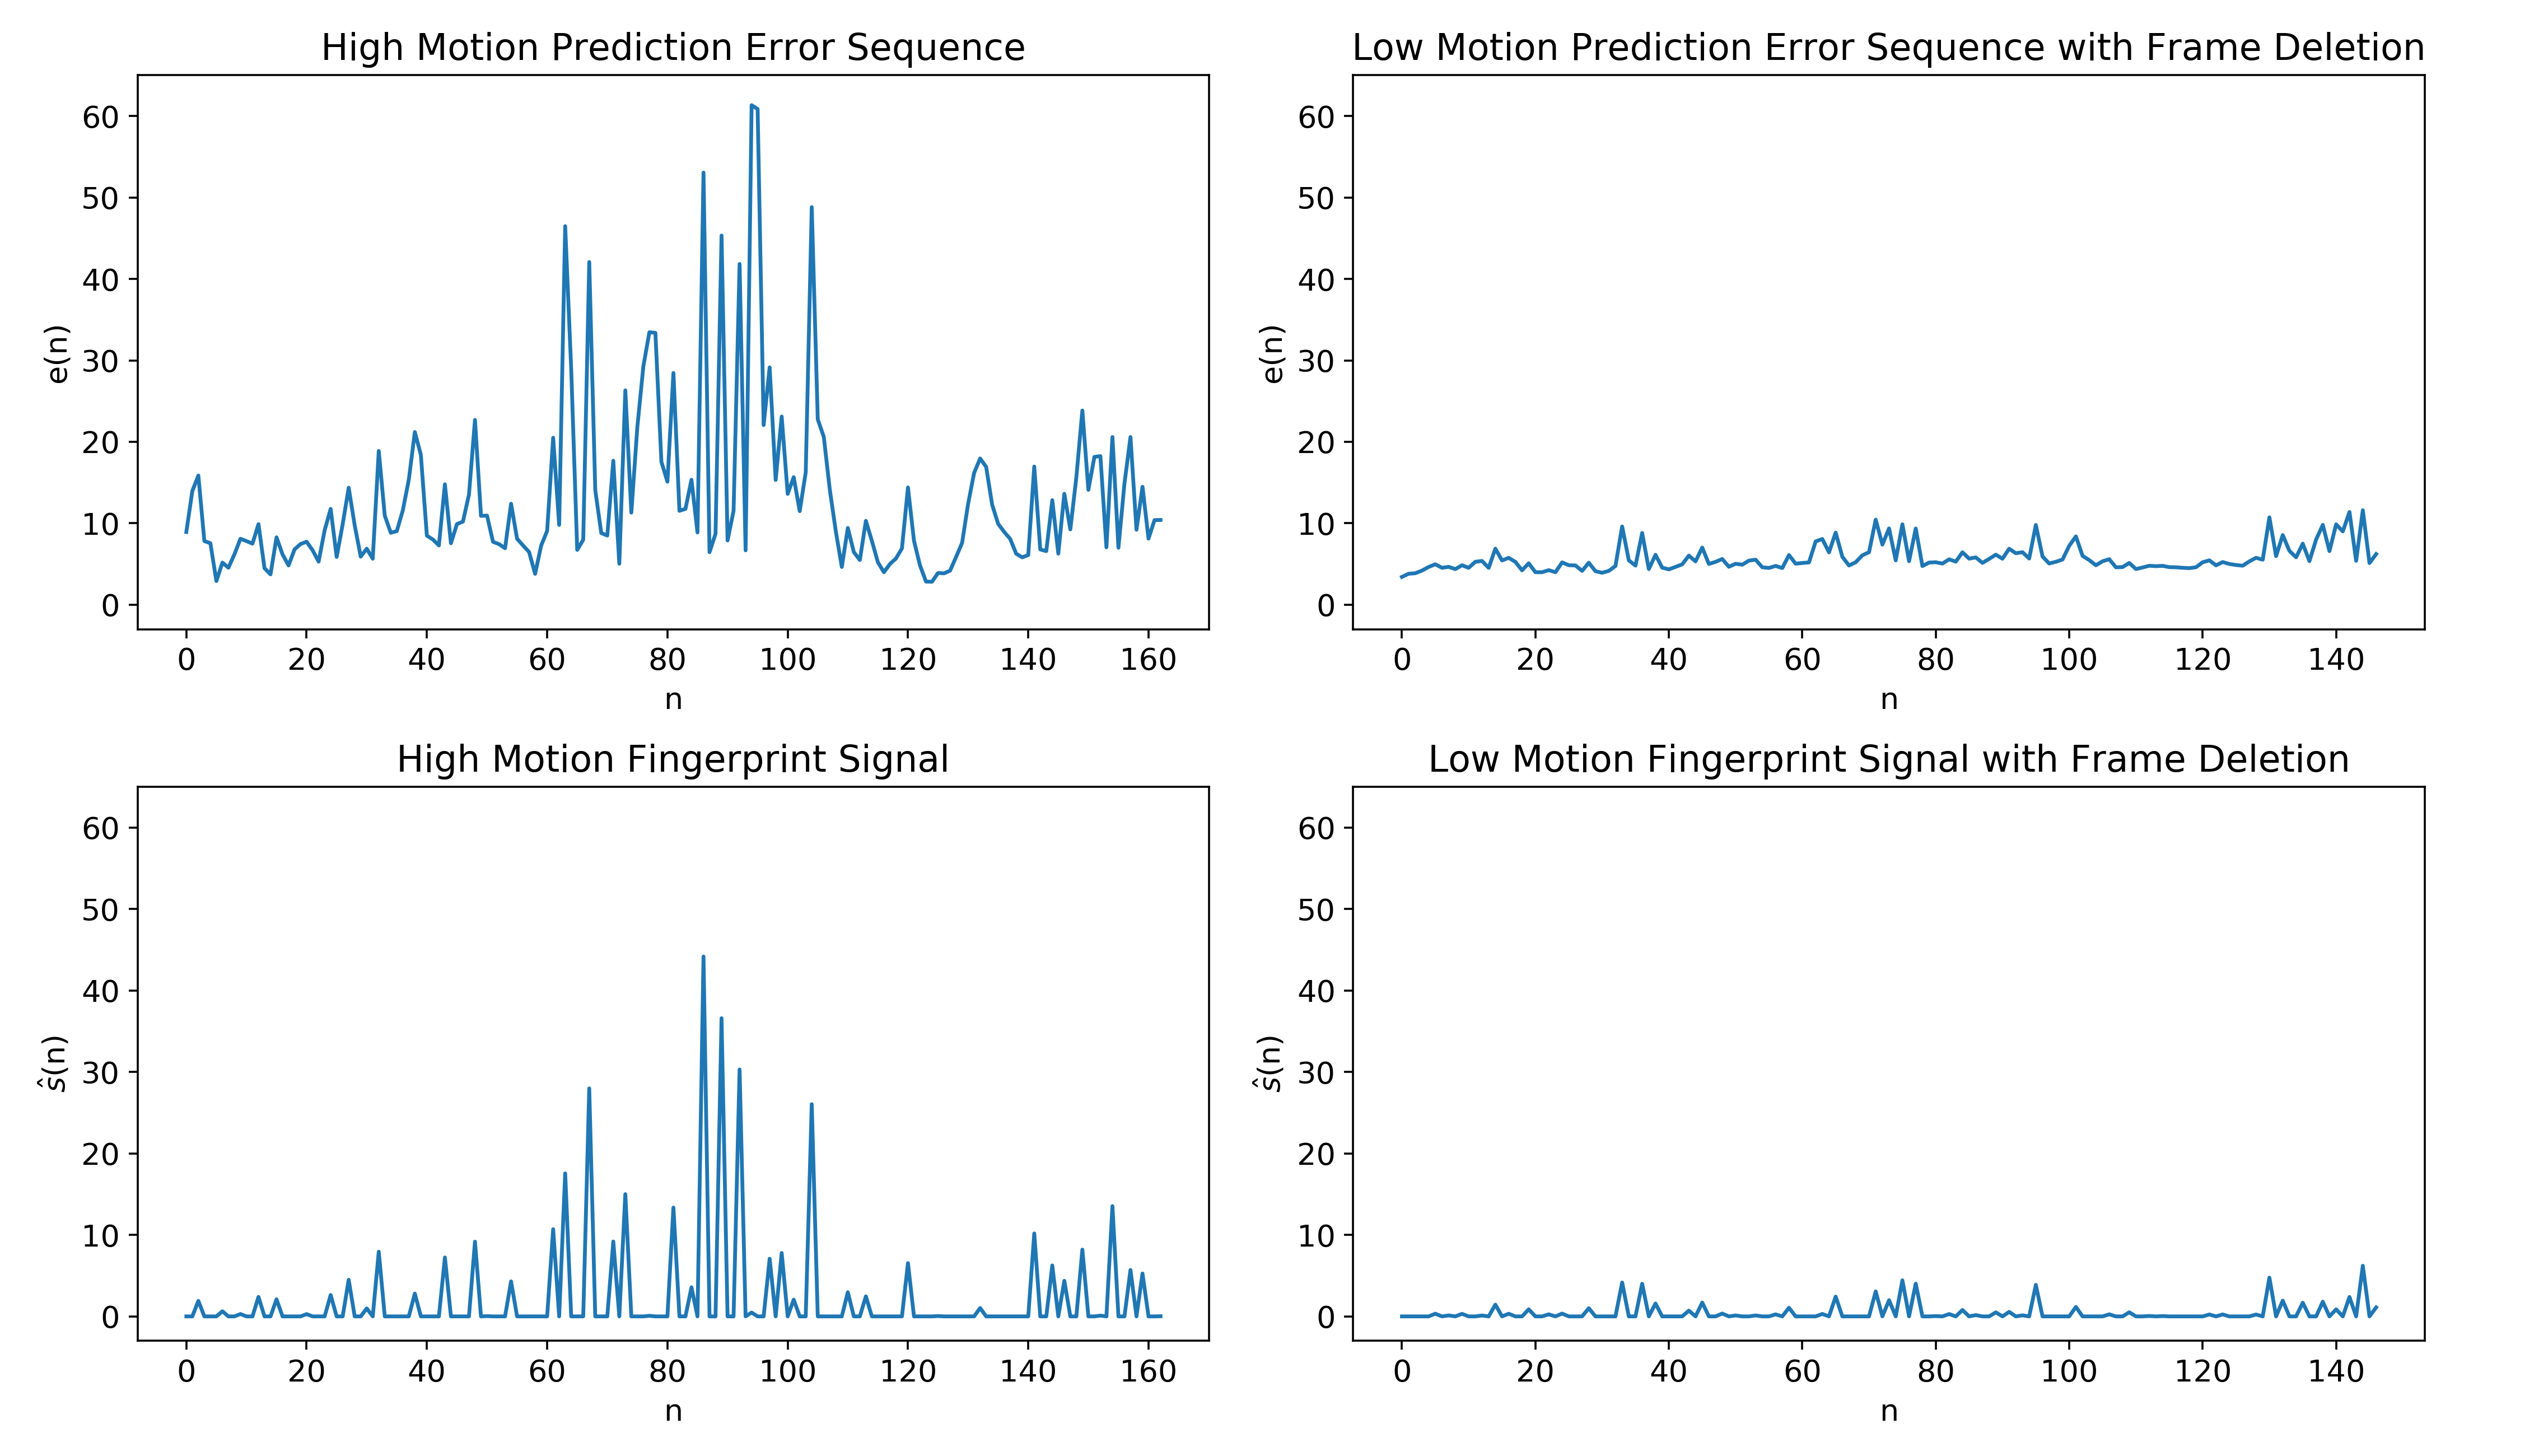 High Motion Prediction Error Sequence
60
50
40
30
20
10
0
e(n)
0 20 40 60 80 100 120 140 160
n
Low Motion Prediction Error Sequence with Frame Deletion
60
50
40
30
20
10
0
e(n)
0 20 40 60 80 100 120 140
n
High Motion Fingerprint Signal
60
50
40
30
20
10
0
ŝ(n)
0 20 40 60 80 100 120 140 160
n
Low Motion Fingerprint Signal with Frame Deletion
60
50
40
30
20
10
0
ŝ(n)
0 20 40 60 80 100 120 140
n